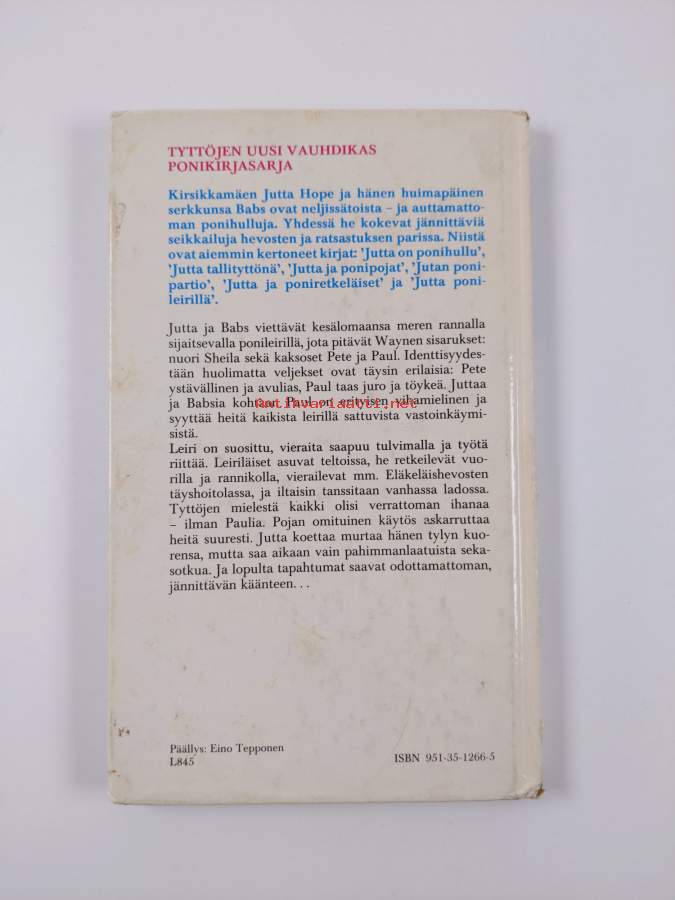 TYTTÖJEN UUSI VAUHDIKAS
PONIKIRJASARJA
Kirsikkamäen Jutta Hope ja hänen huimapäinen
serkkunsa Babs ovat neljissätoista – ja auttamatto-
man ponihulluja. Yhdessä he kokevat jännittäviä
seikkailuja hevosten ja ratsastuksen parissa. Niistä
ovat aiemmin kertoneet kirjat: 'Jutta on ponihullu',
'Jutta tallityttönä', 'Jutta ja ponipojat', 'Jutan poni-
partio', 'Jutta ja poniretkeläiset' ja 'Jutta poni-
leirillä'.
Jutta ja Babs viettävät kesälomaansa meren rannalla
sijaitsevalla ponileirillä, jota pitävät Waynen sisarukset:
nuori Sheila sekä kaksoset Pete ja Paul. Identtisyydes-
tään huolimatta veljekset ovat täysin erilaisia: Pete
ystävällinen ja avulias, Paul taas juro ja töykeä. Juttaa
ja Babsia kohtaan Paul on erityisen vihamielinen ja
antikvariaatti.net
syyttää heitä kaikista leirillä sattuvista vastoinkäymi-
sistä.
Leiri on suosittu, vieraita saapuu tulvimalla ja työtä
riittää. Leiriläiset asuvat teltoissa, he retkeilevät vuo-
rilla ja rannikolla, vierailevat mm. Eläkeläishevosten
täyshoitolassa, ja iltaisin tanssitaan vanhassa ladossa.
Tyttöjen mielestä kaikki olisi verrattoman ihanaa
– ilman Paulia. Pojan omituinen käytös askarruttaa
heitä suuresti. Jutta koettaa murtaa hänen tylyn kuo-
rensa, mutta saa aikaan vain pahimmanlaatuista seka-
sotkua. Ja lopulta tapahtumat saavat odottamattoman,
jännittävän käänteen...
Päällys: Eino Tepponen
L845
ISBN 951-35-1266-5